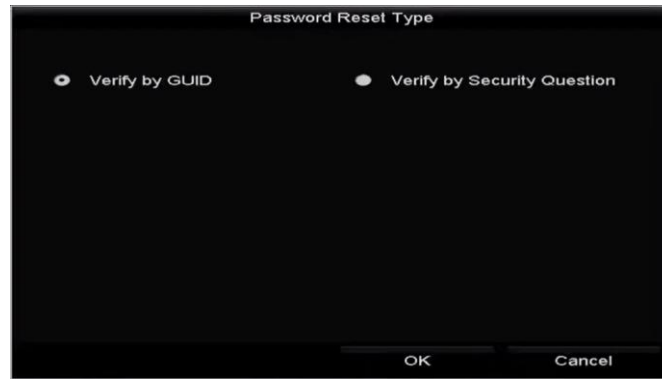 Password Reset Type
Verify by GUID
Verify by Security Question
OK
Cancel